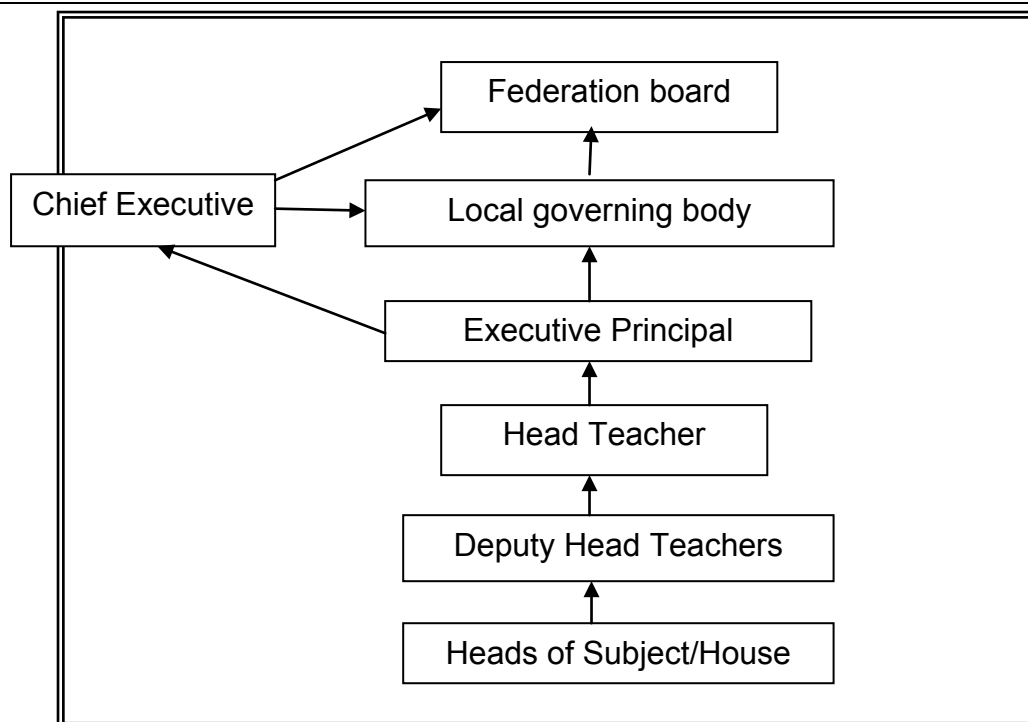 Federation board
Chief Executive
Local governing body
Executive Principal
Head Teacher
Deputy Head Teachers
Heads of Subject/House